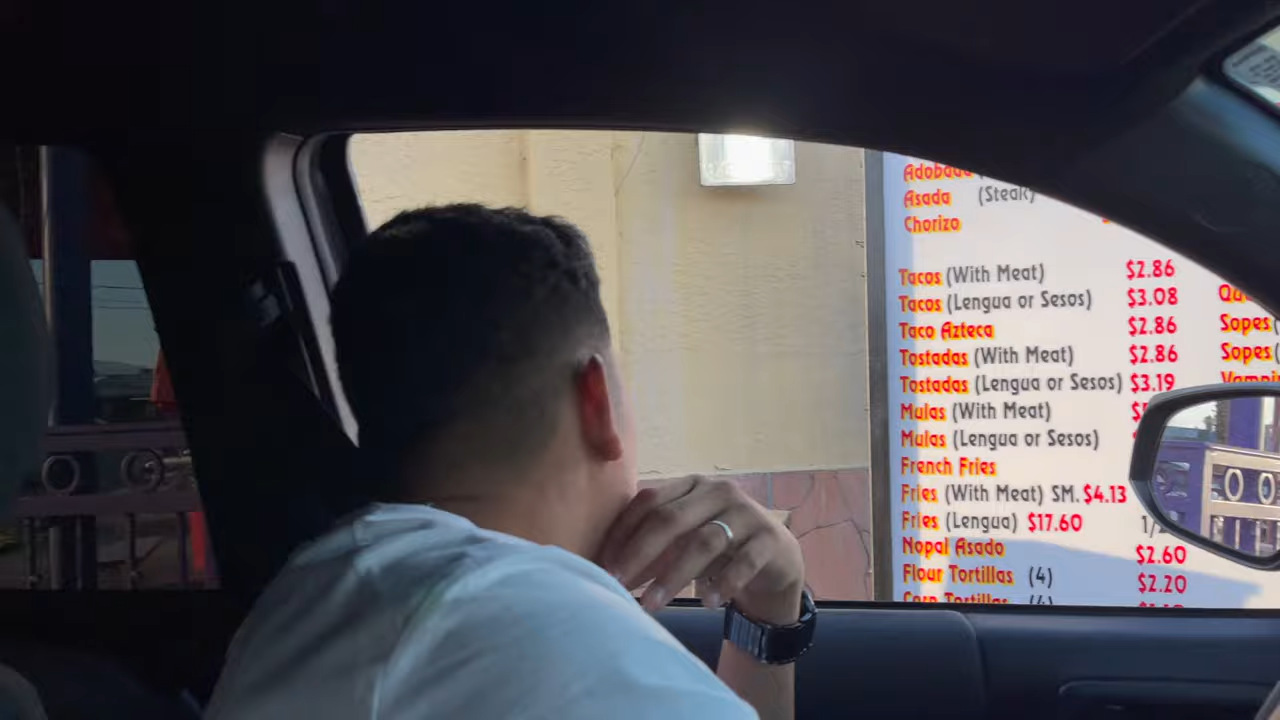 Adobada
Asada (Steak)
Chorizo
Tacos (With Meat) $2.86
Tacos (Lengua or Sesos) $3.08
Taco Azteca $2.86
Tostadas (With Meat) $2.86 Sopes
Tostadas (Lengua or Sesos) $3.19 Sopes
Mulas (With Meat)
Mulas (Lengua or Sesos)
French Fries
Fries (With Meat) SM. $4.13
Fries (Lengua) $17.60
Nopal Asado $2.60
Flour Tortillas (4) $2.20
Corn Tortillas (4)